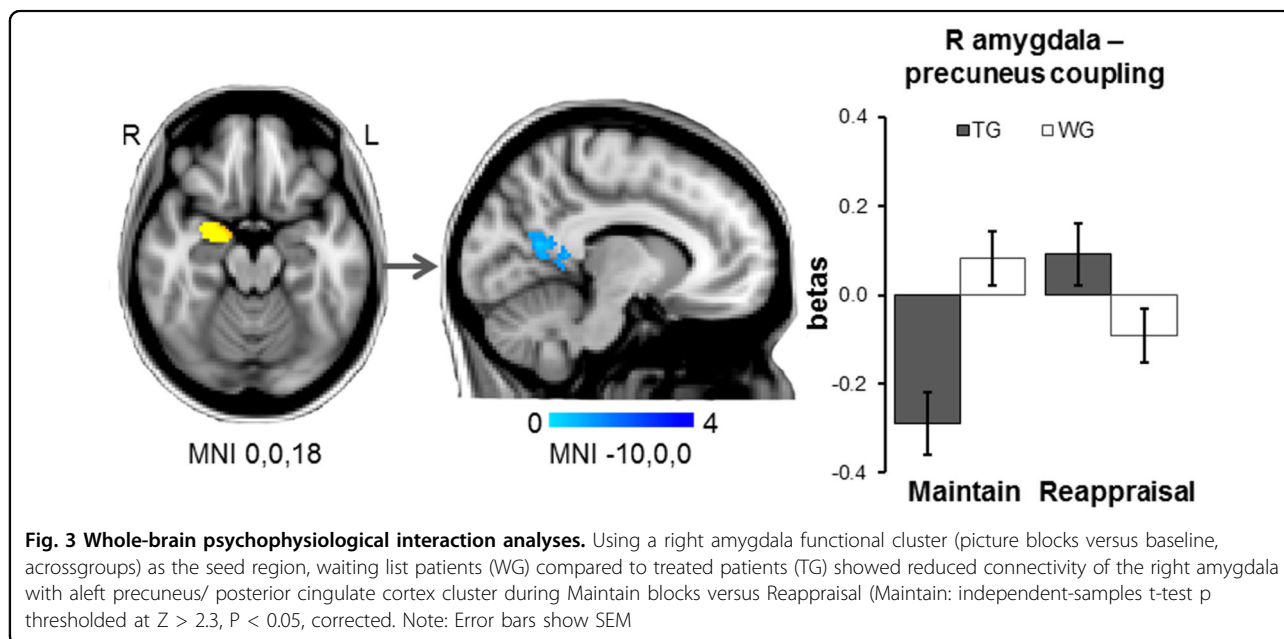 R amygdala –
precuneus coupling
R
L
0.4
TG WG
0.2
0.0
betas
-0.2
-0.4
0 4
MNI 0,0,18
MNI -10,0,0
Maintain Reappraisal
Fig. 3 Whole-brain psychophysiological interaction analyses. Using a right amygdala functional cluster (picture blocks versus baseline,
acrossgroups) as the seed region, waiting list patients (WG) compared to treated patients (TG) showed reduced connectivity of the right amygdala
with aleft precuneus/ posterior cingulate cortex cluster during Maintain blocks versus Reappraisal (Maintain: independent-samples t-test p
thresholded at Z > 2.3, P < 0.05, corrected. Note: Error bars show SEM